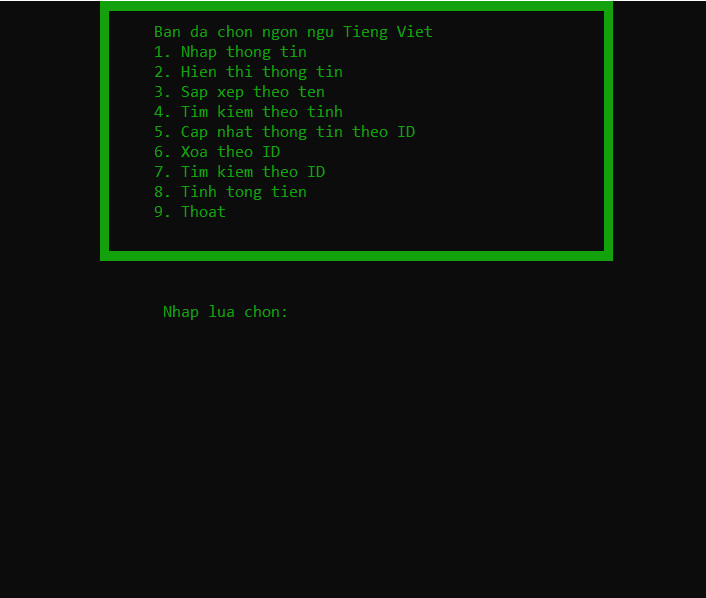 Ban da chon ngon ngu Tieng Viet
1. Nhap thong tin
2. Hien thi thong tin
3. Sap xep theo ten
4. Tim kiem theo tinh
5. Cap nhat thong tin theo ID
6. Xoa theo ID
7. Tim kiem theo ID
8. Tinh tong tien
9. Thoat
Nhap lua chon: